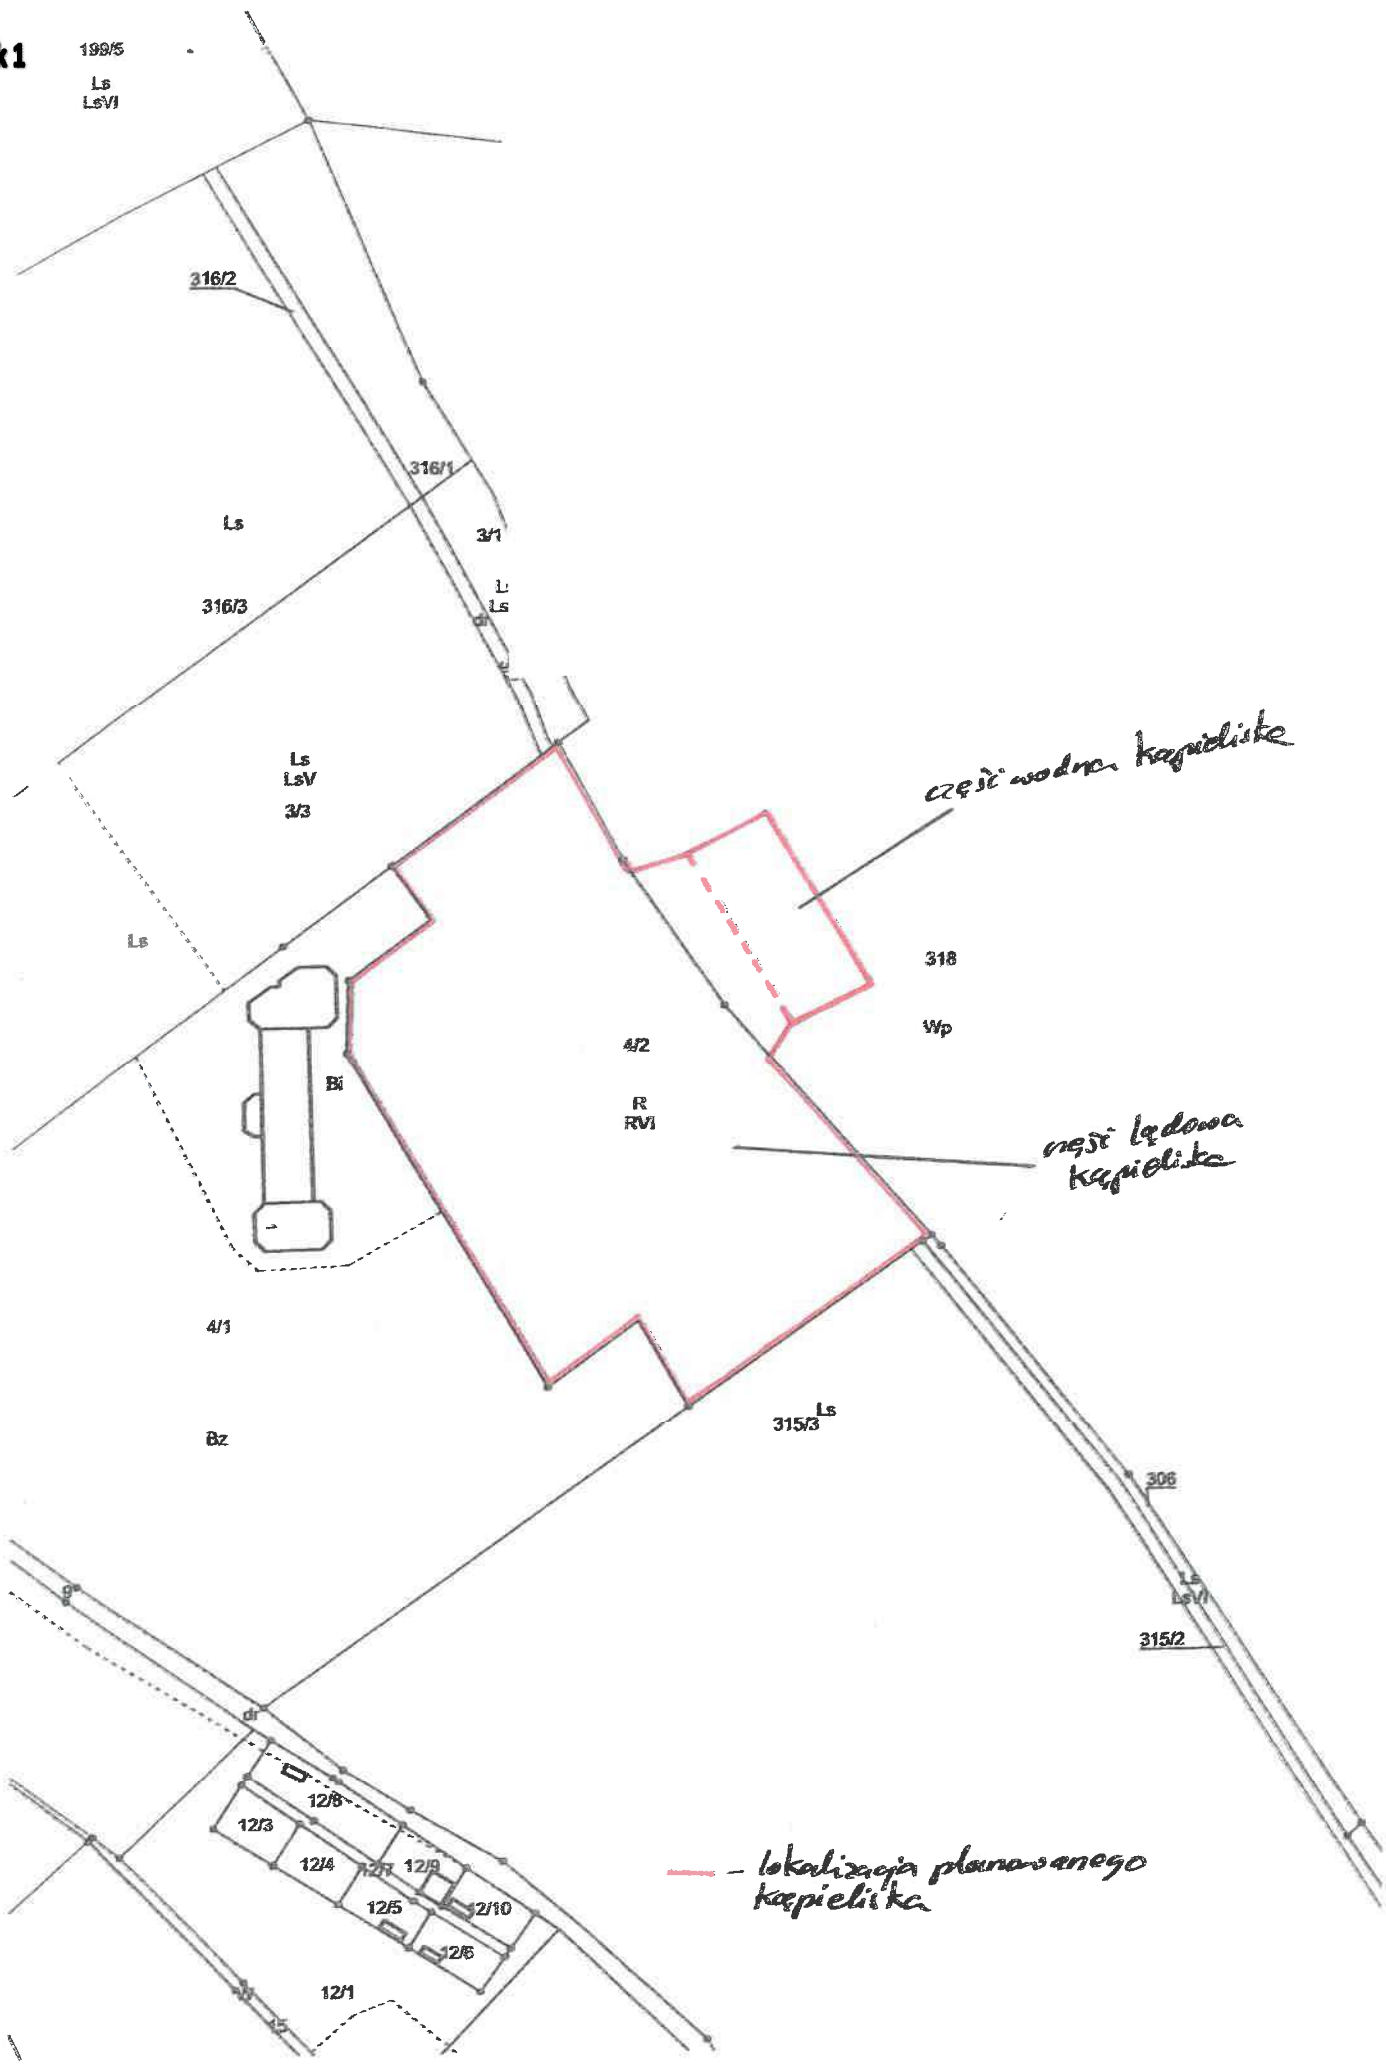 k1
199/5
Ls
LsVI
316/2
316/1
Ls
3/1
Ls
316/3
dr
Ls
LsV
3/3
część wodna kąpieliska
Ls
318
Wp
4/2
Bi
R
RVI
część lądowa
kąpieliska
1
4/1
Ls
315/3
Bz
306
Ls
LsVI
315/2
dr
12/8
12/3
12/4
12/7
12/9
12/5
12/10
12/6
12/1
- lokalizacja planowanego
kąpieliska